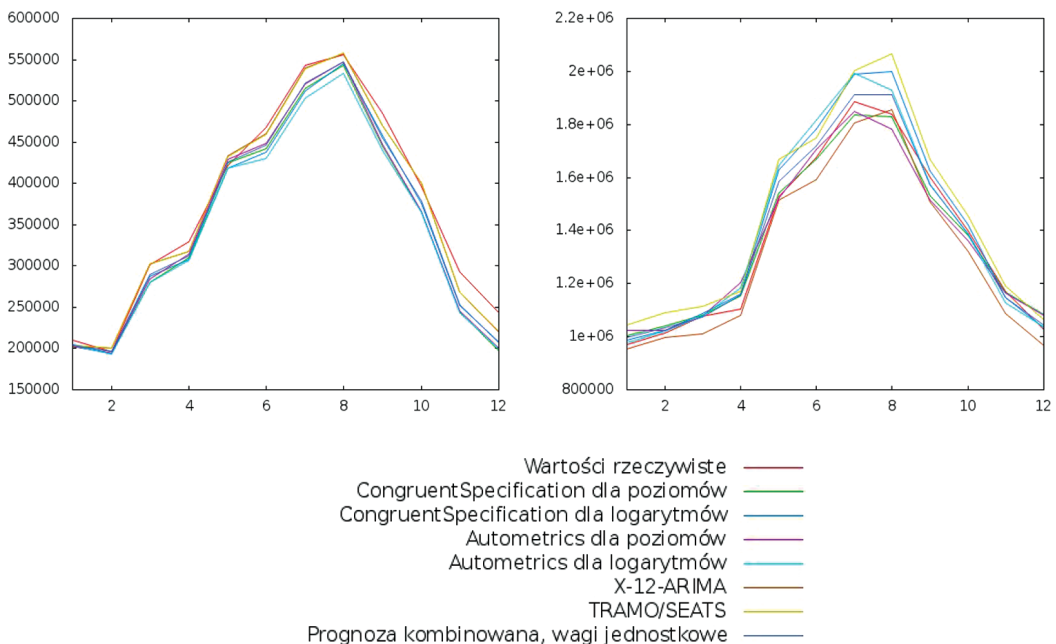 600000
550000
500000
450000
400000
350000
300000
250000
200000
150000
2 4 6 8 10 12
2.2e+06
2e+06
1.8e+06
1.6e+06
1.4e+06
1.2e+06
1e+06
800000
2 4 6 8 10 12
Wartości rzeczywiste
CongruentSpecification dla poziomów
CongruentSpecification dla logarytmów
Autometrics dla poziomów
Autometrics dla logarytmów
X-12-ARIMA
TRAMO/SEATS
Prognoza kombinowana, wagi jednostkowe